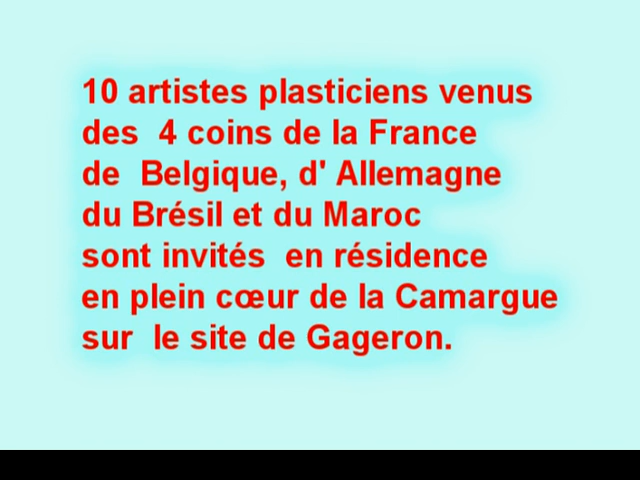 10 artistes plasticiens venus
des  4 coins de la France
de  Belgique, d' Allemagne
du Brésil et du Maroc
sont invités  en résidence
en plein cœur de la Camargue
sur  le site de Gageron.